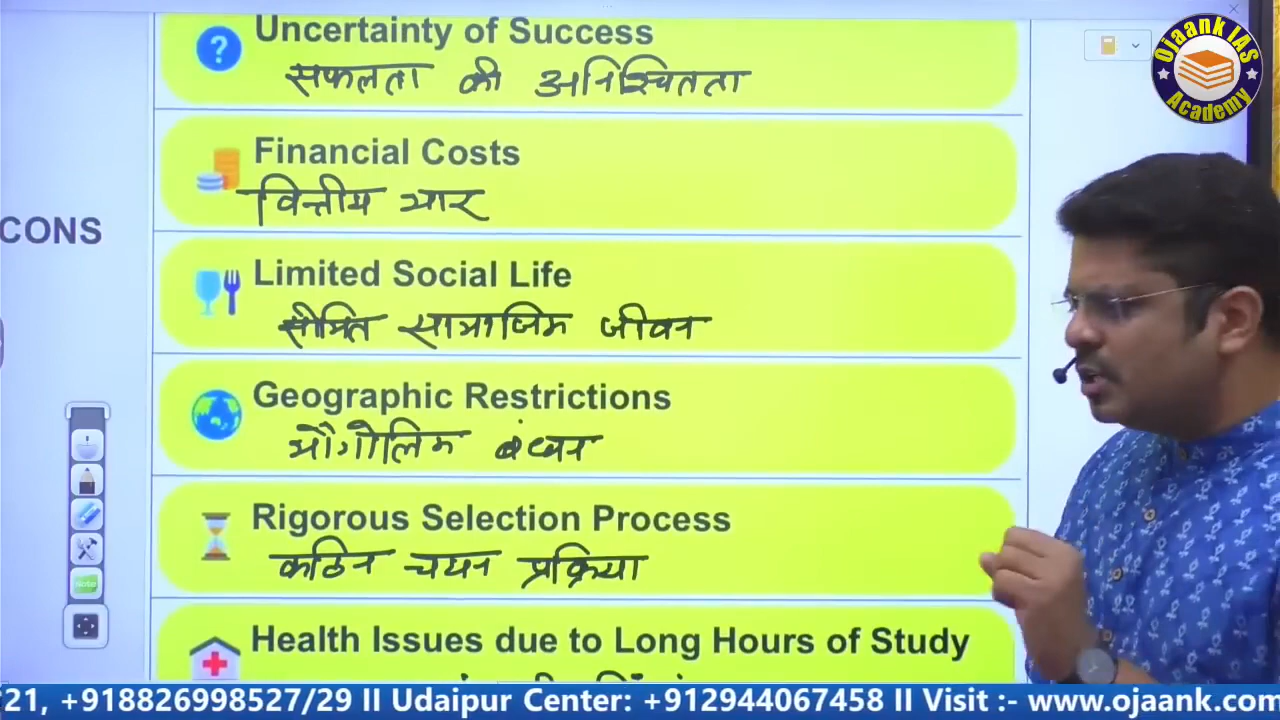 Uncertainty of Success
सफलता की अनिश्चितता
Financial Costs
वित्तीय भार
CONS
Limited Social Life
सीमित सामाजिक जीवन
Geographic Restrictions
भौगोलिक बंधन
Rigorous Selection Process
कठिन चयन प्रक्रिया
Health Issues due to Long Hours of Study
Note
Ojaank IAS
Academy
21, +918826998527/29 II Udaipur Center: +912944067458 II Visit :- www.ojaank.com